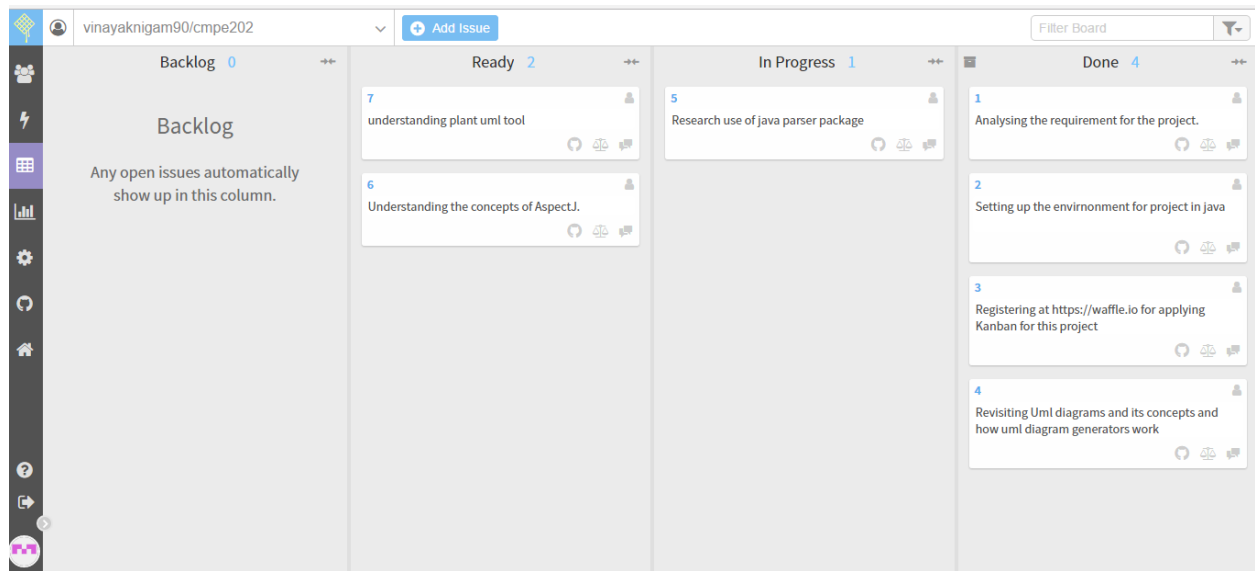 vinayaknigam90/cmpe202
Add Issue
Filter Board
Backlog 0
Backlog
Any open issues automatically
show up in this column.
Ready 2
7
understanding plant uml tool
6
Understanding the concepts of AspectJ.
In Progress 1
5
Research use of java parser package
Done 4
1
Analysing the requirement for the project.
2
Setting up the envirnonment for project in java
3
Registering at https://waffle.io for applying
Kanban for this project
4
Revisiting Uml diagrams and its concepts and
how uml diagram generators work